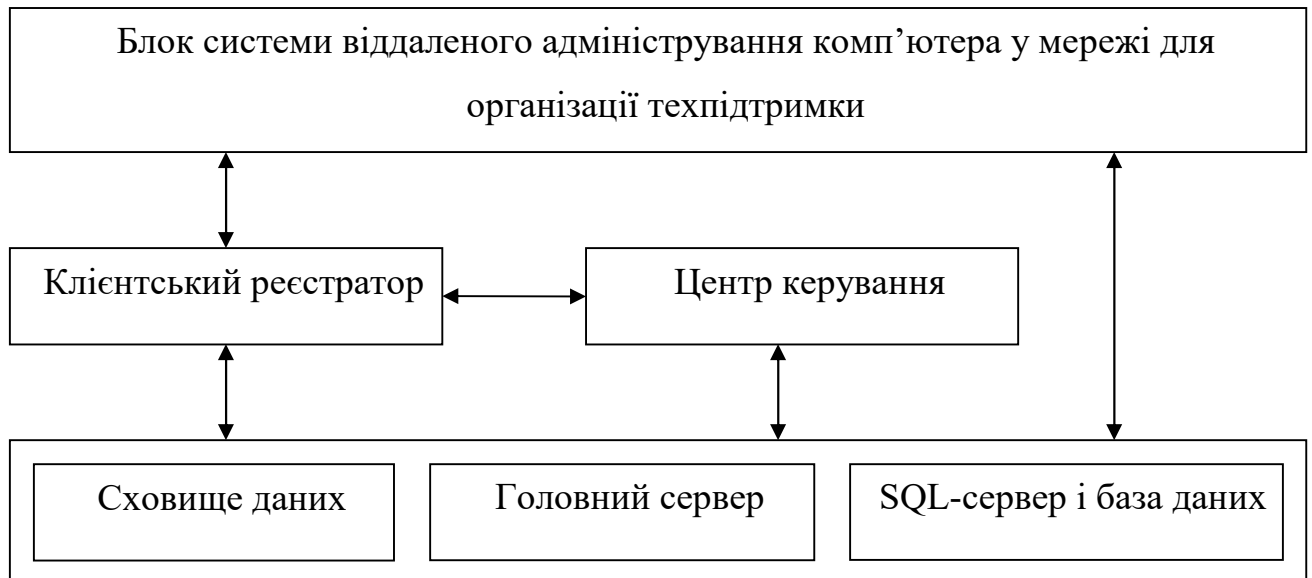 Блок системи віддаленого адміністрування комп’ютера у мережі для
організації техпідтримки
Клієнтський реєстратор
Центр керування
Сховище даних
Головний сервер
SQL-сервер і база даних